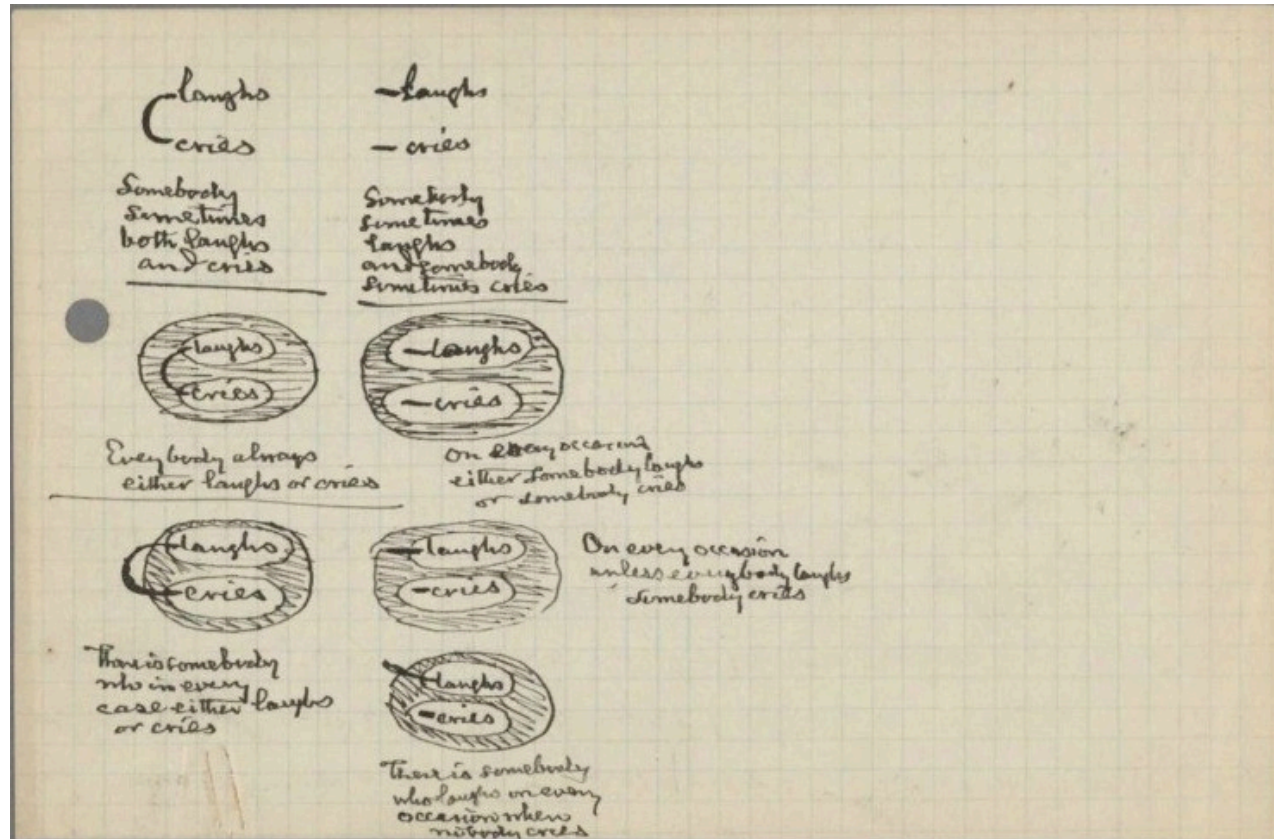 laughs
cries
Somebody
sometimes
both laughs
and cries
laughs
cries
Somebody
sometimes
laughs
and somebody
sometimes cries
laughs
cries
Everybody always
either laughs or cries
laughs
cries
On every occasion
either somebody laughs
or somebody cries
laughs
cries
There is somebody
who in every
case either laughs
or cries
laughs
cries
On every occasion
unless everybody laughs
somebody cries
laughs
cries
There is somebody
who laughs on every
occasion when
nobody cries